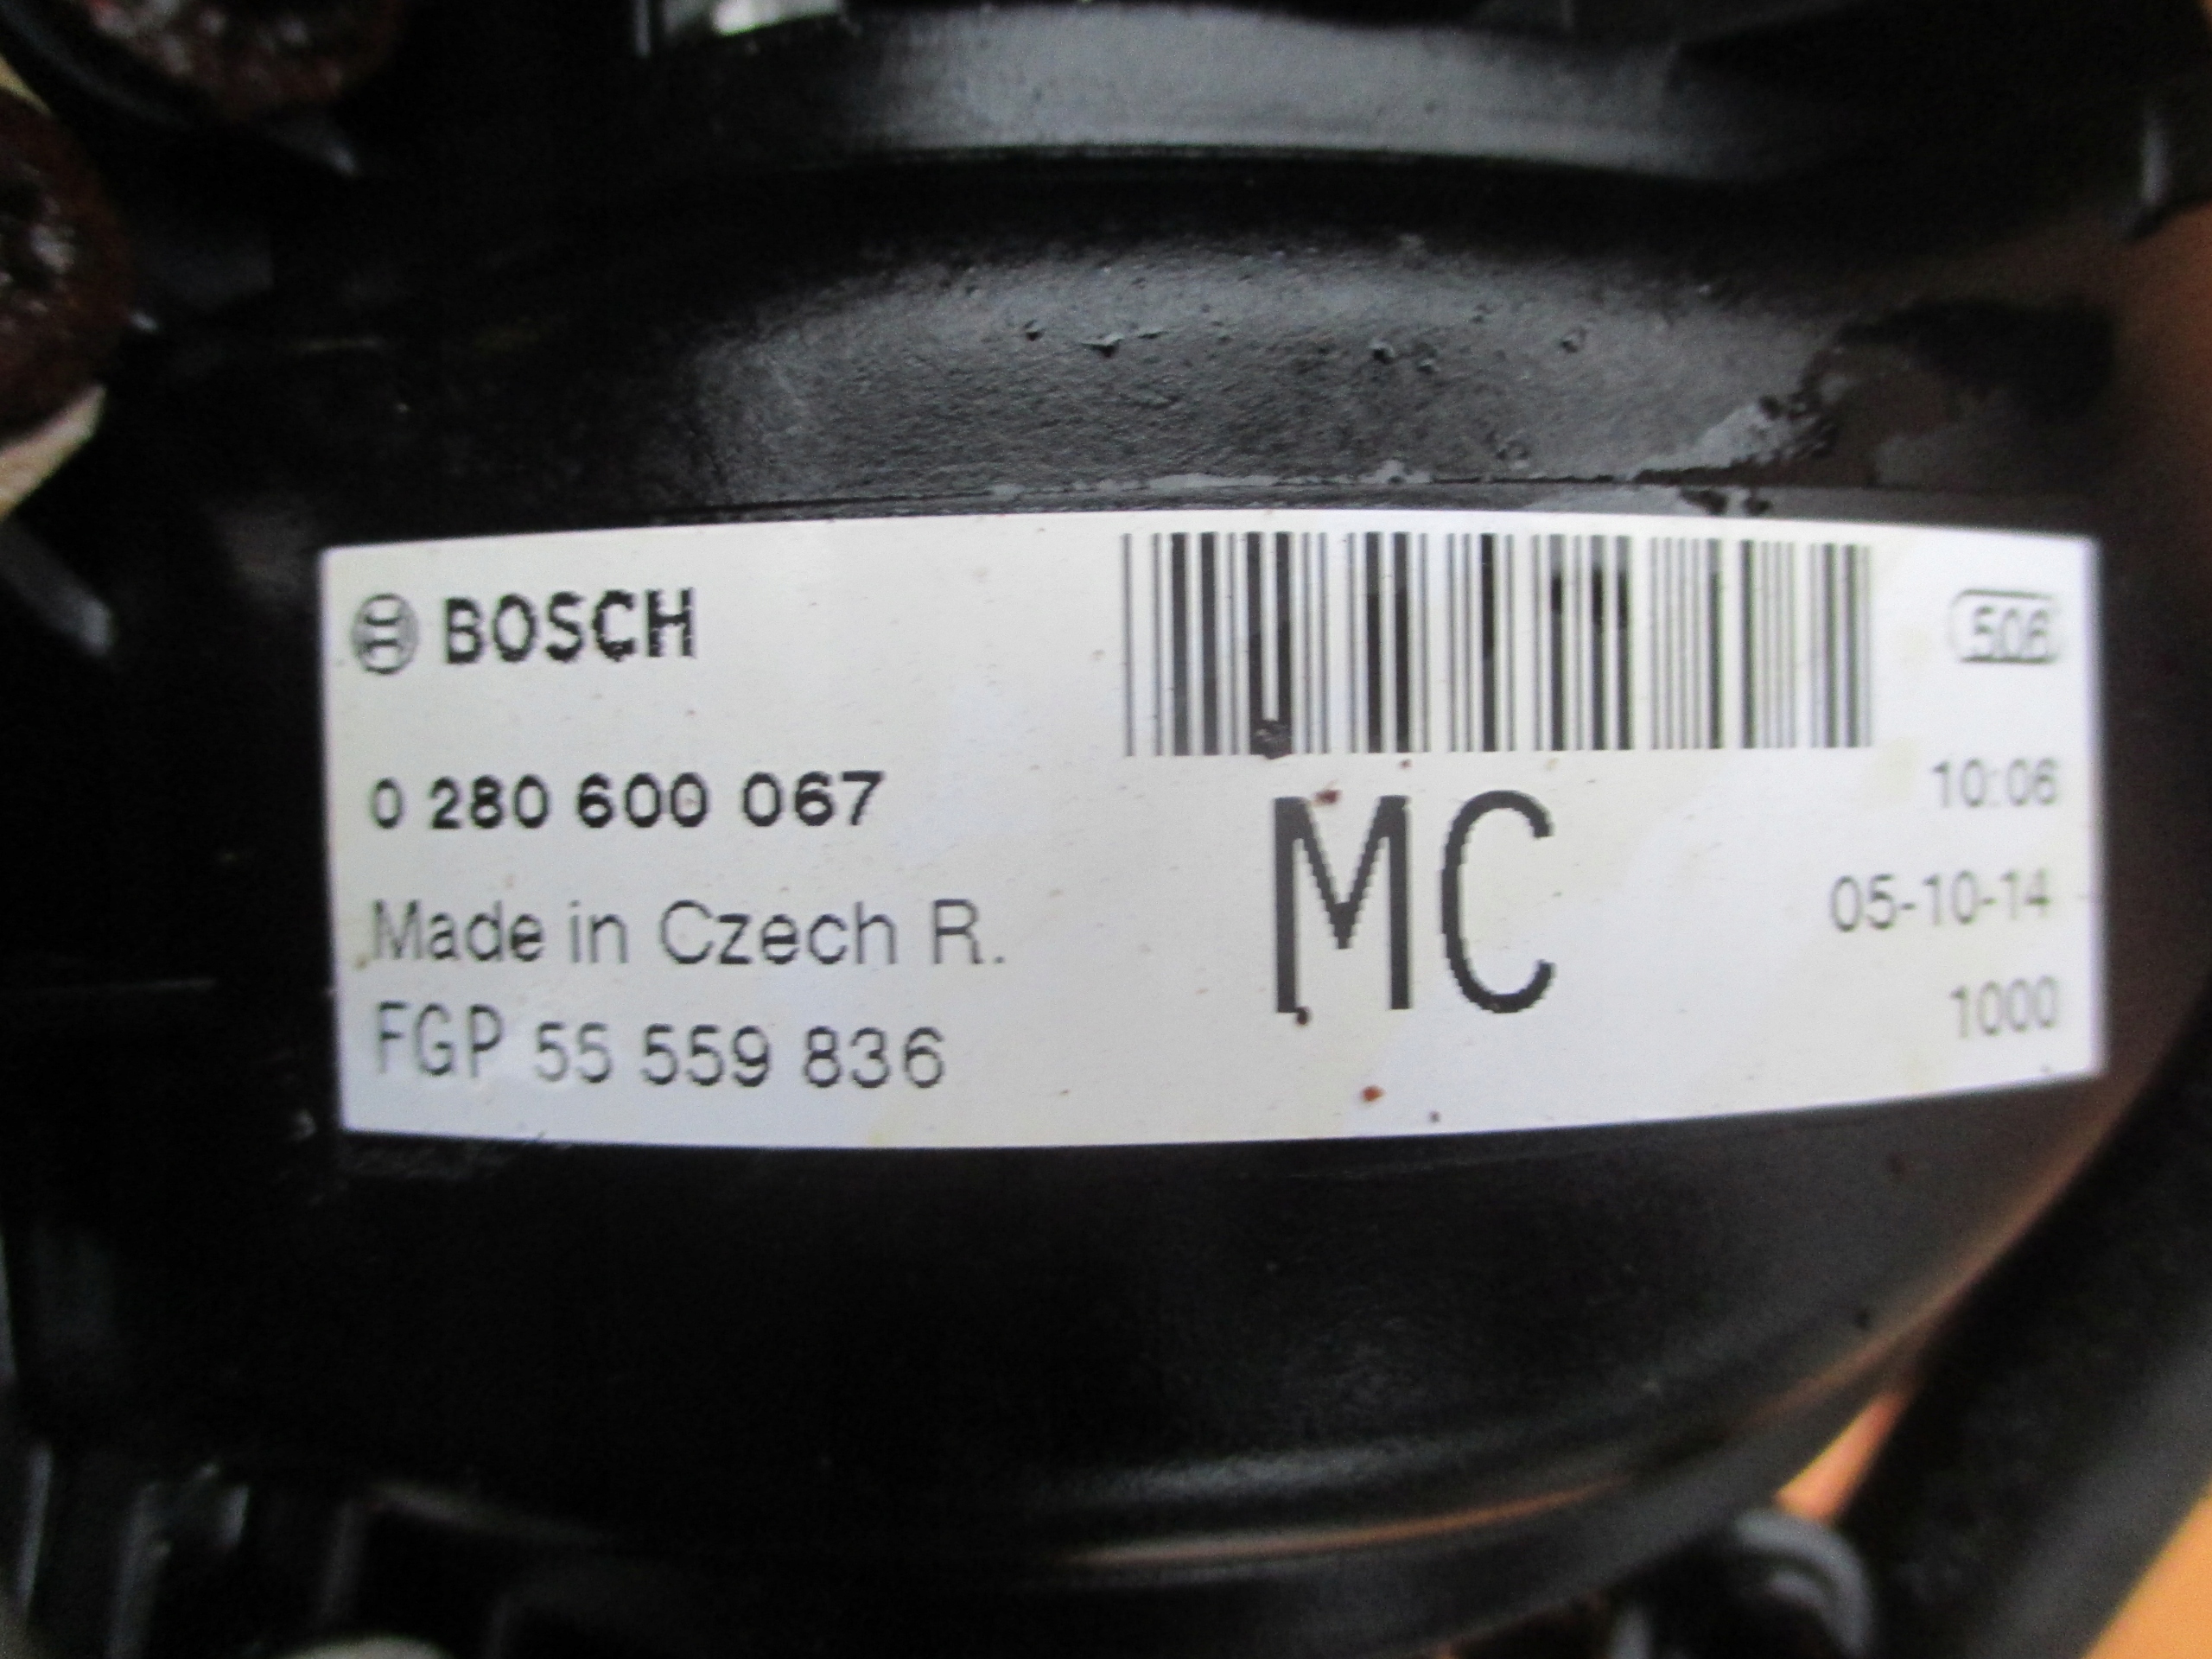 BOSCH
506
0 280 600 067
10:06
Made in Czech R.
MC
05-10-14
FGP 55 559 836
1000